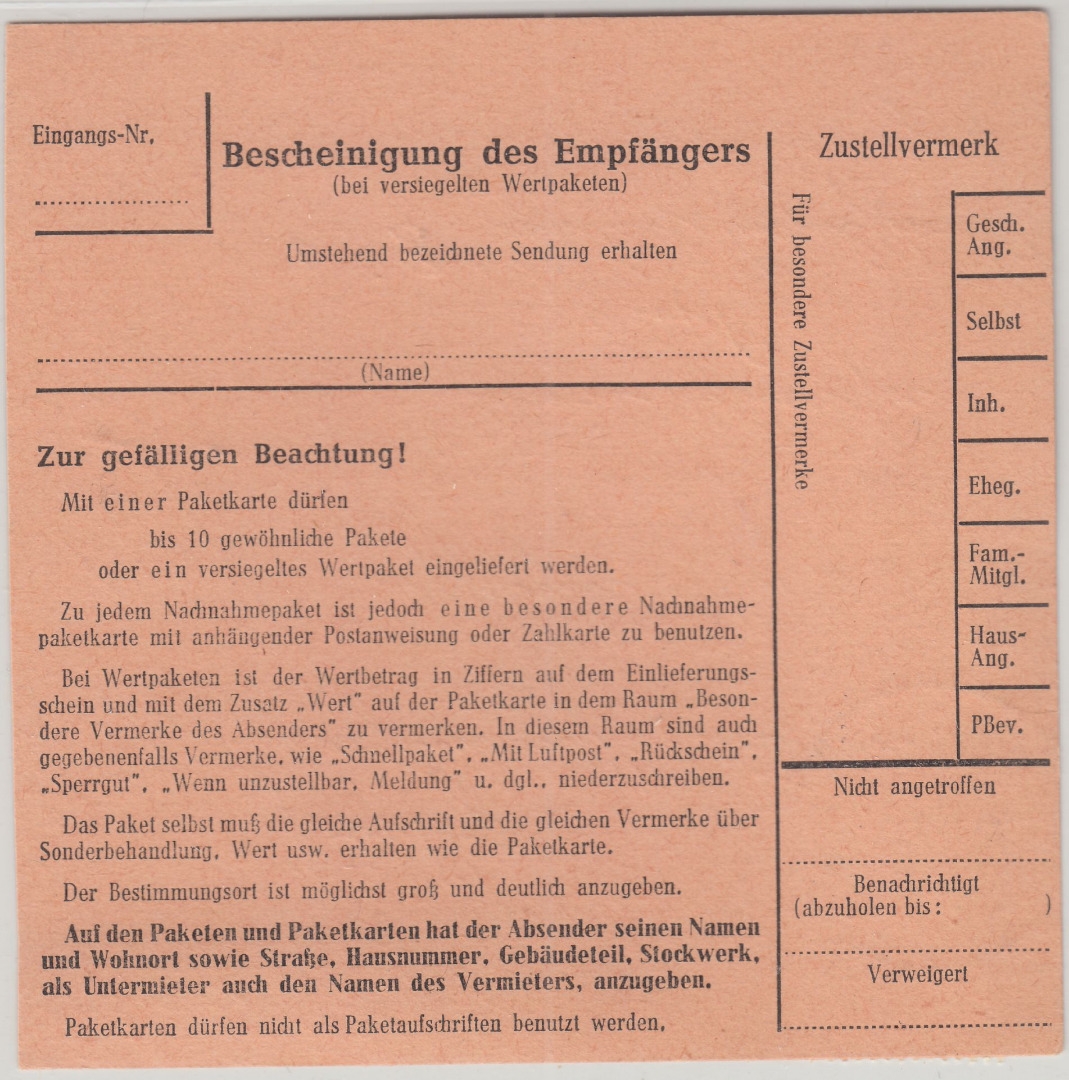 Eingangs-Nr.
Bescheinigung des Empfängers
(bei versiegelten Wertpaketen)
Umstehend bezeichnete Sendung erhalten
(Name)
Zur gefälligen Beachtung!
Mit einer Paketkarte dürfen
bis 10 gewöhnliche Pakete
oder ein versiegeltes Wertpaket eingeliefert werden.
Zu jedem Nachnahmepaket ist jedoch eine besondere Nachnahme-
paketkarte mit anhängender Postanweisung oder Zahlkarte zu benutzen.
Bei Wertpaketen ist der Wertbetrag in Ziffern auf dem Einlieferungs-
schein und mit dem Zusatz „Wert" auf der Paketkarte in dem Raum „Beson-
dere Vermerke des Absenders" zu vermerken. In diesem Raum sind auch
gegebenenfalls Vermerke, wie „Schnellpaket", „Mit Luftpost", „Rückschein",
„Sperrgut", „Wenn unzustellbar, Meldung" u. dgl., niederzuschreiben.
Das Paket selbst muß die gleiche Aufschrift und die gleichen Vermerke über
Sonderbehandlung, Wert usw. erhalten wie die Paketkarte.
Der Bestimmungsort ist möglichst groß und deutlich anzugeben.
Auf den Paketen und Paketkarten hat der Absender seinen Namen
und Wohnort sowie Straße, Hausnummer, Gebäudeteil, Stockwerk,
als Untermieter auch den Namen des Vermieters, anzugeben.
Paketkarten dürfen nicht als Paketaufschriften benutzt werden.
Zustellvermerk
Für besondere Zustellvermerke
Gesch.
Ang.
Selbst
Inh.
Eheg.
Fam.-
Mitgl.
Haus-
Ang.
PBev.
Nicht angetroffen
Benachrichtigt
(abzuholen bis: )
Verweigert